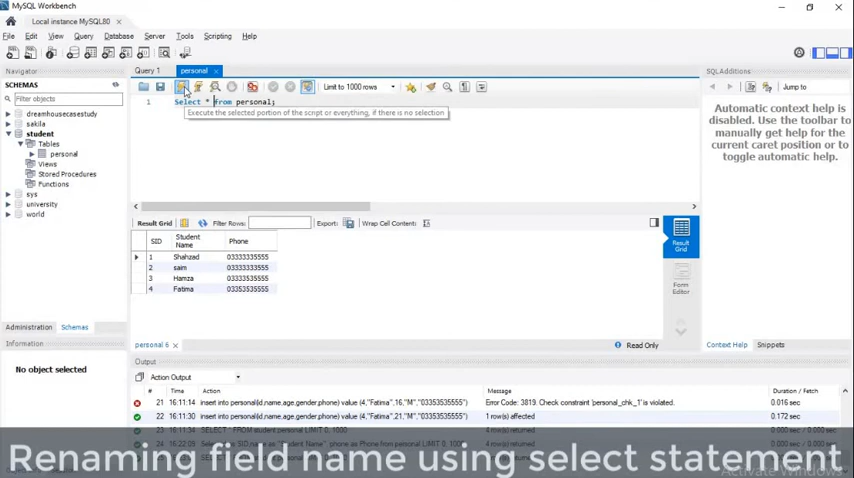 MySQL Workbench
Local instance MySQL80
File Edit View Query Database Server Tools Scripting Help
Navigator
SCHEMAS
Filter objects
dreamhousecasestudy
sakila
student
Tables
personal
Views
Stored Procedures
Functions
sys
university
world
Administration Schemas
Information
No object selected
Query 1 personal
Limit to 1000 rows
1 Select * from personal;
Execute the selected portion of the script or everything, if there is no selection
Result Grid Filter Rows: Export: Wrap Cell Content:
SID Student Name Phone
1 Shahzad 03333335555
2 saim 03333333555
3 Hamza 03333535555
4 Fatima 03353535555
Result Grid
Form Editor
personal 6
Read Only
Output
Action Output
# Time Action Message Duration / Fetch
21 16:11:14 insert into personal(id,name,age,gender,phone) value (4,"Fatima",16,"M","03353535555") Error Code: 3819. Check constraint 'personal_chk_1' is violated. 0.016 sec
22 16:11:30 insert into personal(id,name,age,gender,phone) value (4,"Fatima",21,"M","03353535555") 1 row(s) affected 0.172 sec
SQLAdditions
Jump to
Automatic context help is disabled. Use the toolbar to manually get help for the current caret position or to toggle automatic help.
Context Help Snippets
Renaming field name using select statement
Activate Windows